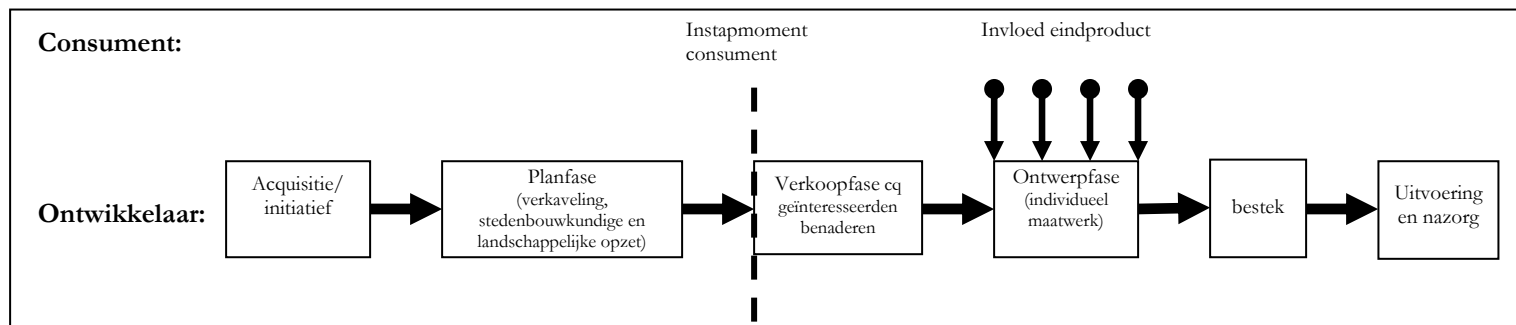 Consument:
Instapmoment
consument
Invloed eindproduct
Ontwikkelaar:
Acquisitie/
initiatief
Planfase
(verkaveling,
stedenbouwkundige en
landschappelijke opzet)
Verkoopfase cq
geïnteresseerden
benaderen
Ontwerpfase
(individueel
maatwerk)
bestek
Uitvoering
en nazorg